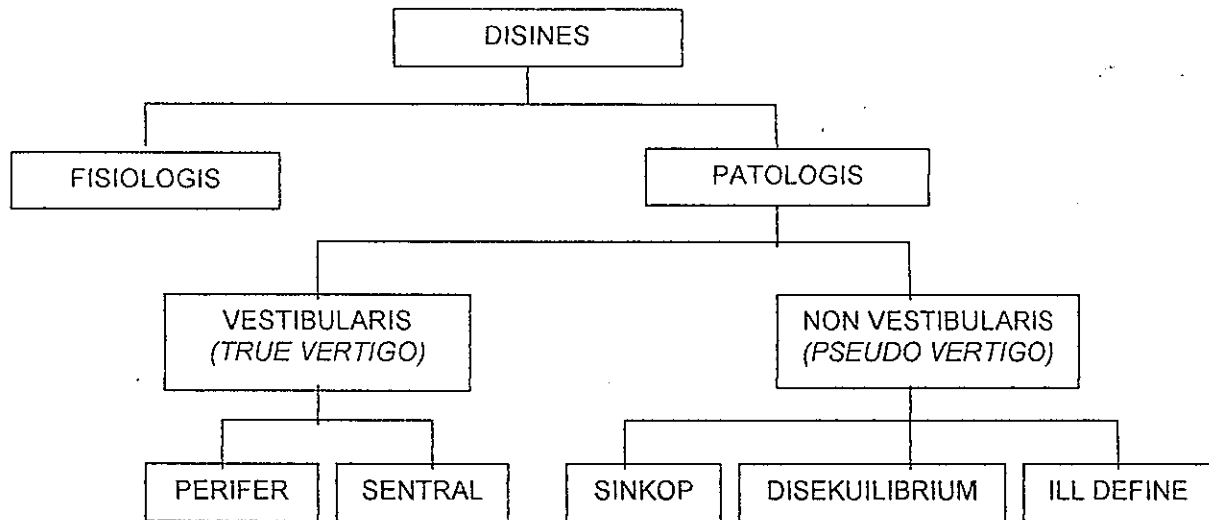 DISINES
FISIOLOGIS
PATOLOGIS
VESTIBULARIS
(TRUE VERTIGO)
NON VESTIBULARIS
(PSEUDO VERTIGO)
PERIFER
SENTRAL
SINKOP
DISEKUILIBRIUM
ILL DEFINE